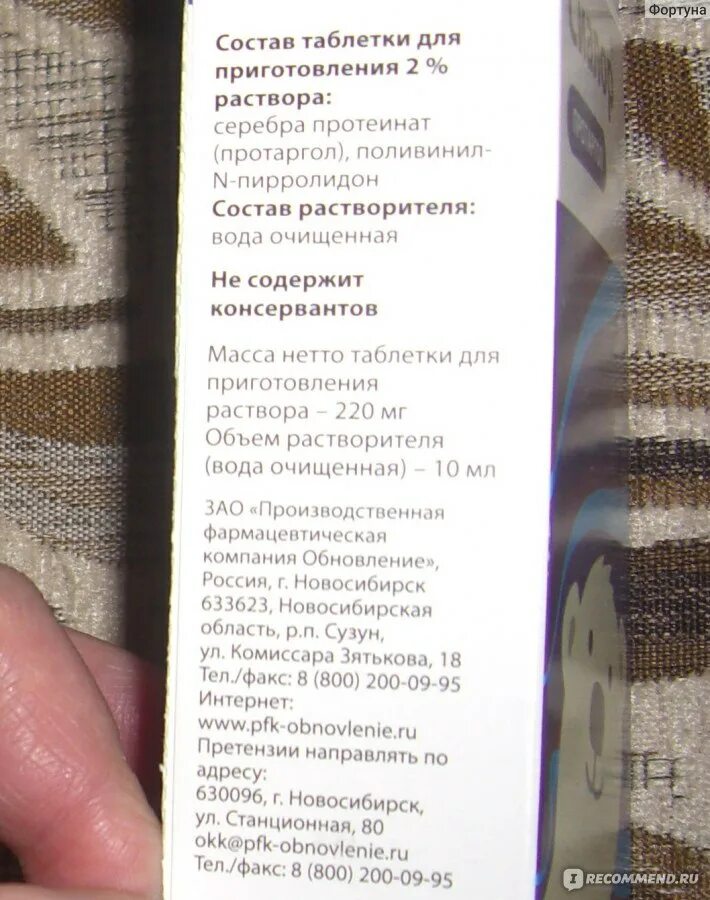 Фортуна
Состав таблетки для
приготовления 2 %
раствора:
серебра протеинат
(протаргол), поливинил-
N-пирролидон
Состав растворителя:
вода очищенная
Не содержит
консервантов
Масса нетто таблетки для
приготовления
раствора – 220 мг
Объем растворителя
(вода очищенная) – 10 мл
ЗАО «Производственная
фармацевтическая
компания Обновление»,
Россия, г. Новосибирск
633623, Новосибирская
область, р.п. Сузун,
ул. Комиссара Зятькова, 18
Тел./факс: 8 (800) 200-09-95
Интернет:
www.pfk-obnovlenie.ru
Претензии направлять по
адресу:
630096, г. Новосибирск,
ул. Станционная, 80
okk@pfk-obnovlenie.ru
Тел./факс: 8 (800) 200-09-95
IRECOMMEND.RU